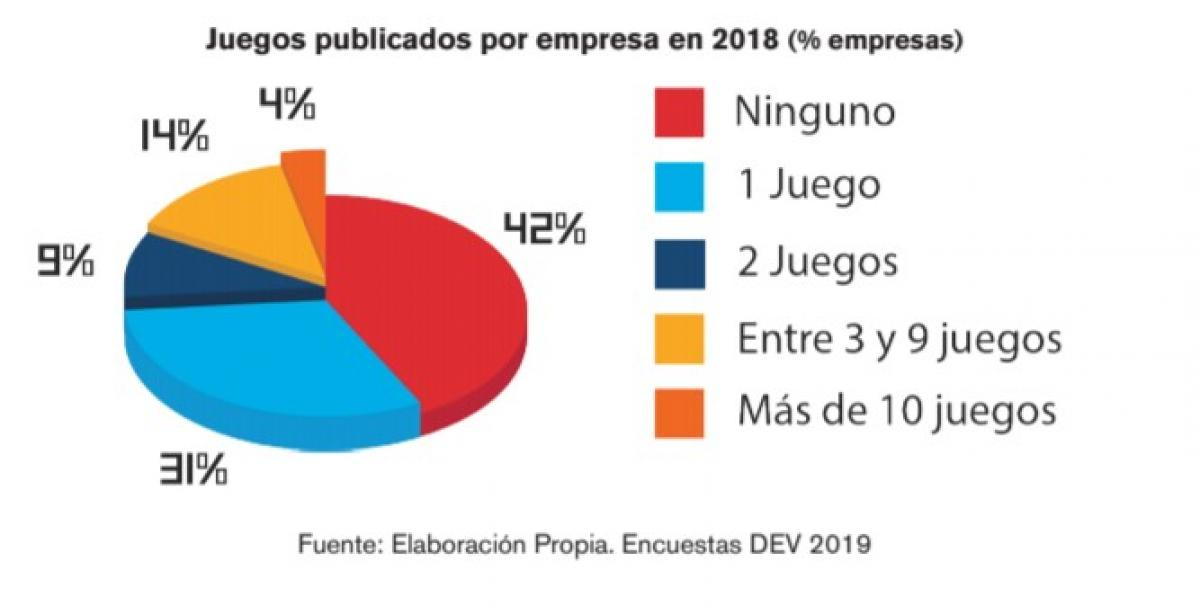 Juegos publicados por empresa en 2018 (% empresas)
4%
14%
42%
9%
31%
Ninguno
1 Juego
2 Juegos
Entre 3 y 9 juegos
Más de 10 juegos
Fuente: Elaboración Propia. Encuestas DEV 2019